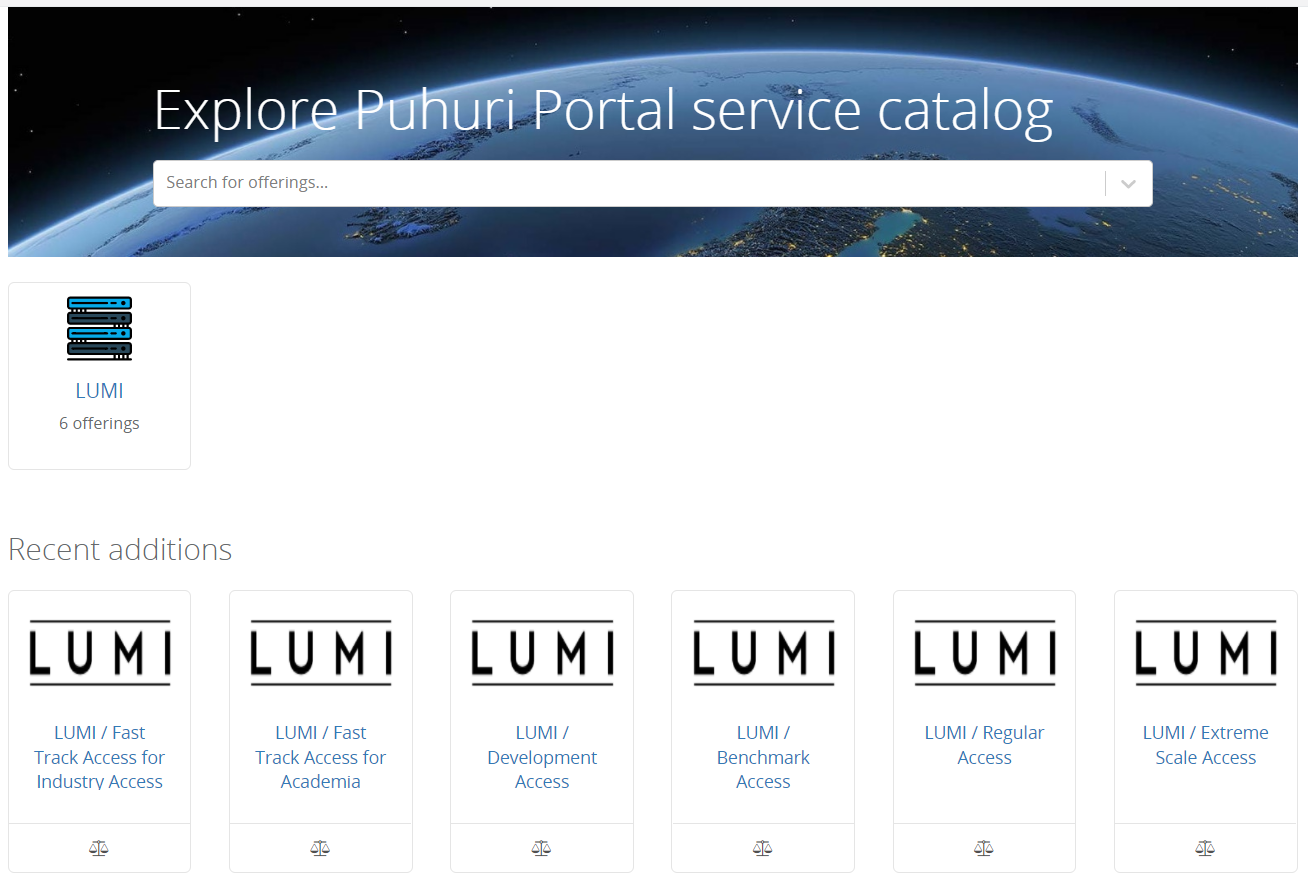 Explore Puhuri Portal service catalog
Search for offerings...
LUMI
6 offerings
Recent additions
LUMI
LUMI / Fast
Track Access for
Industry Access
LUMI
LUMI / Fast
Track Access for
Academia
LUMI
LUMI /
Development
Access
LUMI
LUMI /
Benchmark
Access
LUMI
LUMI / Regular
Access
LUMI
LUMI / Extreme
Scale Access